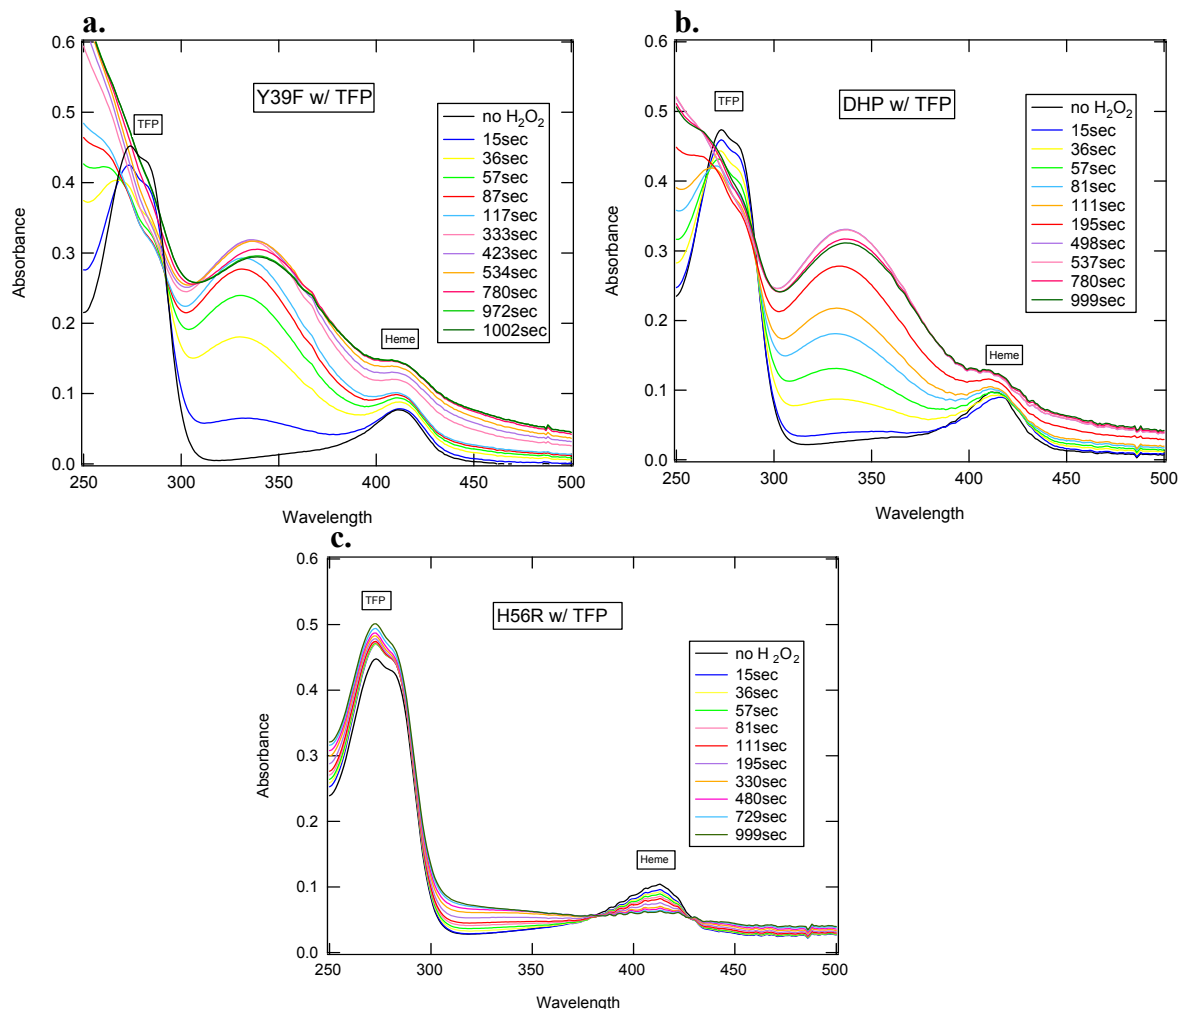 a.
0.6
0.5
0.4
0.3
0.2
0.1
0.0
Absorbance
250
300
350
400
450
500
Wavelength
Y39F w/ TFP
TFP
Heme
no H₂O₂
15sec
36sec
57sec
87sec
117sec
333sec
423sec
534sec
780sec
972sec
1002sec
b.
0.6
0.5
0.4
0.3
0.2
0.1
0.0
Absorbance
250
300
350
400
450
500
Wavelength
DHP w/ TFP
TFP
Heme
no H₂O₂
15sec
36sec
57sec
81sec
111sec
195sec
498sec
537sec
780sec
999sec
c.
0.6
0.5
0.4
0.3
0.2
0.1
0.0
Absorbance
250
300
350
400
450
500
Wavelength
H56R w/ TFP
TFP
Heme
no H₂O₂
15sec
36sec
57sec
81sec
111sec
195sec
330sec
480sec
729sec
999sec